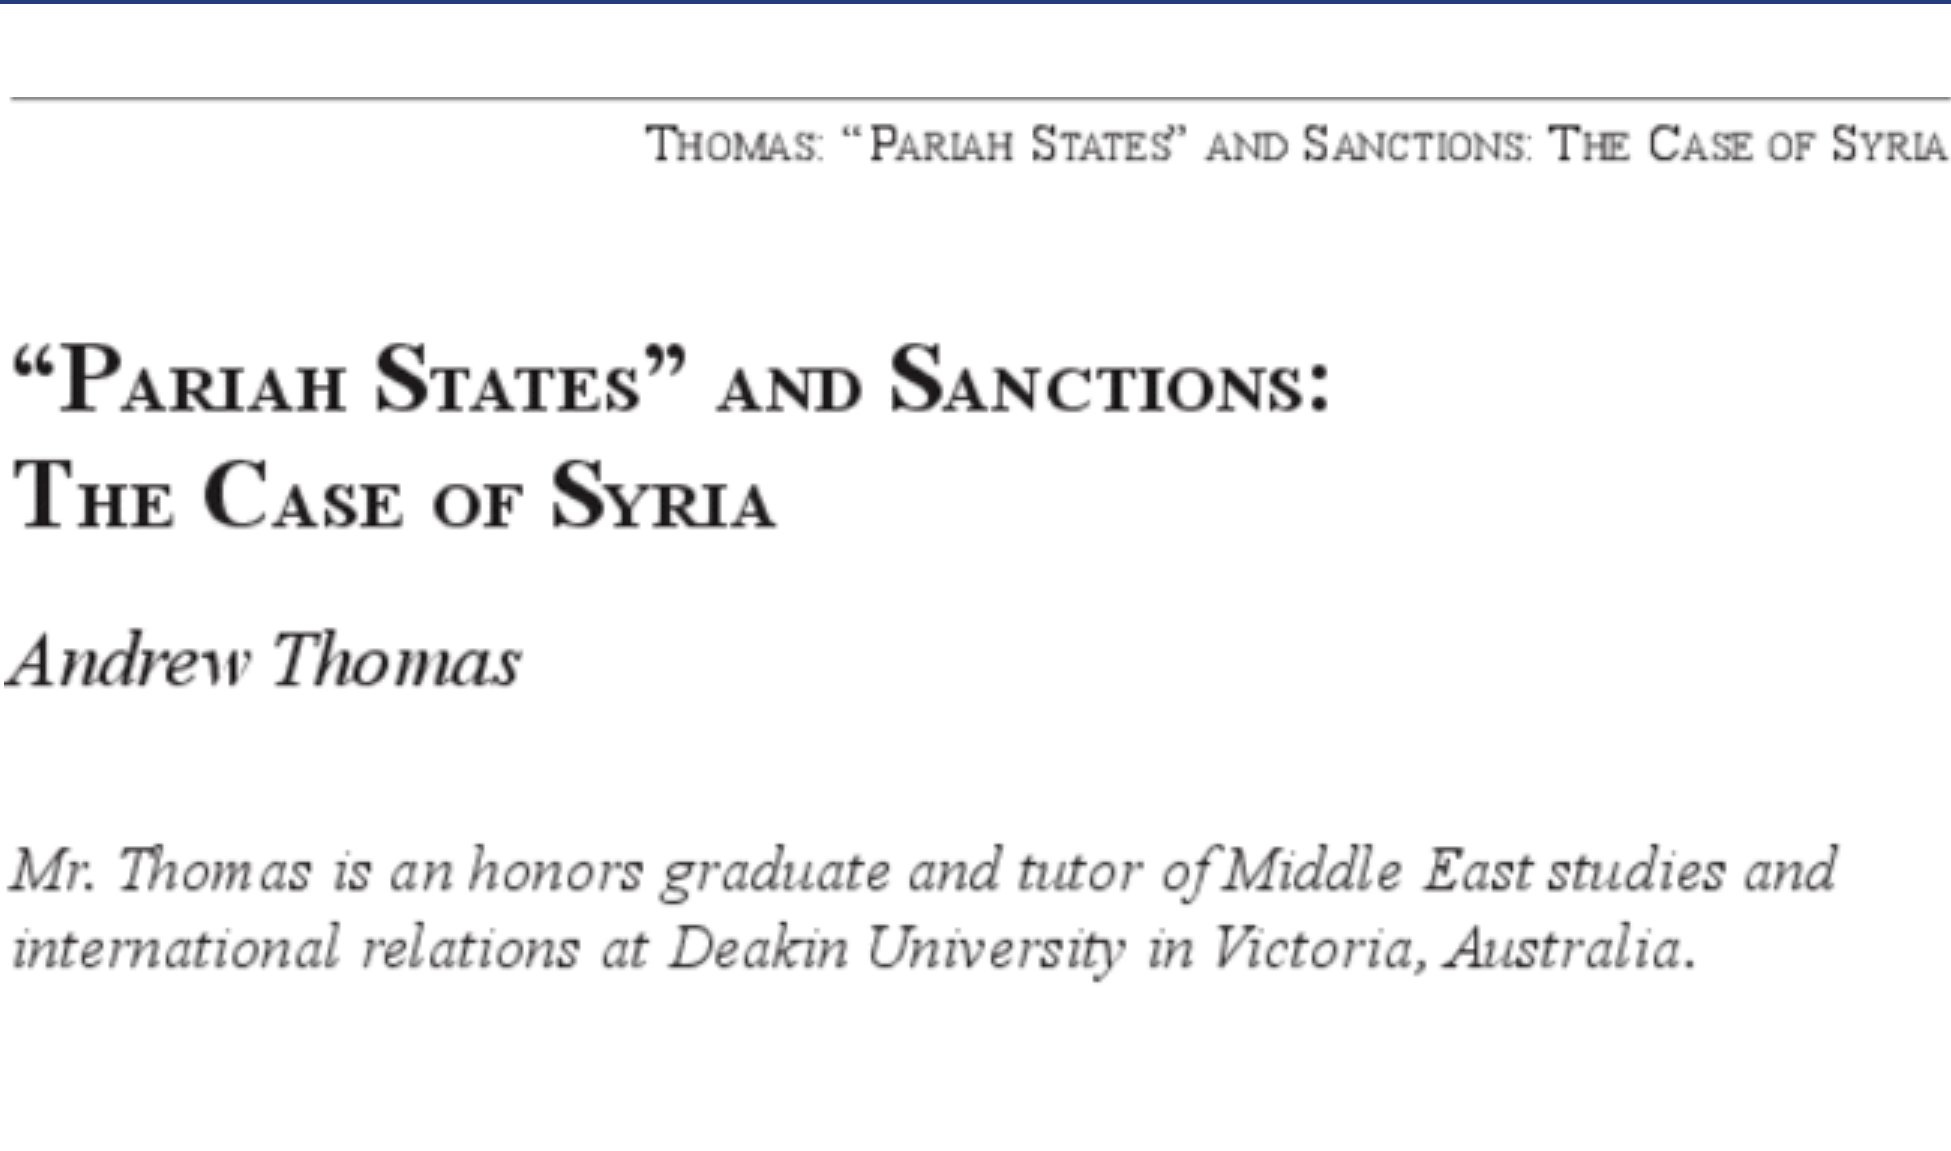 Thomas: “Pariah States” and Sanctions: The Case of Syria
“Pariah States” and Sanctions:
The Case of Syria
Andrew Thomas
Mr. Thomas is an honors graduate and tutor of Middle East studies and
international relations at Deakin University in Victoria, Australia.